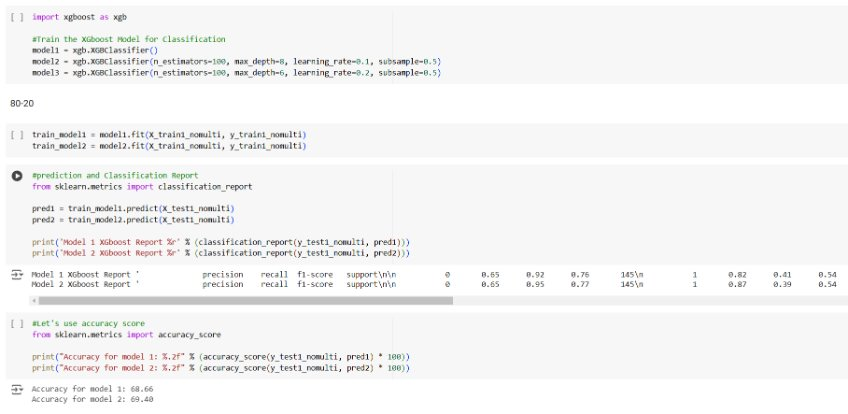 [ ] import xgboost as xgb
#Train the XGboost Model for Classification
model1 = xgb.XGBClassifier()
model2 = xgb.XGBClassifier(n_estimators=100, max_depth=8, learning_rate=0.1, subsample=0.5)
model3 = xgb.XGBClassifier(n_estimators=100, max_depth=6, learning_rate=0.2, subsample=0.5)
80-20
[ ] train_model1 = model1.fit(X_train1_nomulti, y_train1_nomulti)
train_model2 = model2.fit(X_train1_nomulti, y_train1_nomulti)
#prediction and Classification Report
from sklearn.metrics import classification_report
pred1 = train_model1.predict(X_test1_nomulti)
pred2 = train_model2.predict(X_test1_nomulti)
print('Model 1 XGboost Report %r' % (classification_report(y_test1_nomulti, pred1)))
print('Model 2 XGboost Report %r' % (classification_report(y_test1_nomulti, pred2)))
Model 1 XGboost Report ' precision recall f1-score support\n\n 0 0.65 0.92 0.76 145\n 1 0.82 0.41 0.54
Model 2 XGboost Report ' precision recall f1-score support\n\n 0 0.65 0.95 0.77 145\n 1 0.87 0.39 0.54
[ ] #Let's use accuracy score
from sklearn.metrics import accuracy_score
print("Accuracy for model 1: %.2f" % (accuracy_score(y_test1_nomulti, pred1) * 100))
print("Accuracy for model 2: %.2f" % (accuracy_score(y_test1_nomulti, pred2) * 100))
Accuracy for model 1: 68.66
Accuracy for model 2: 69.40